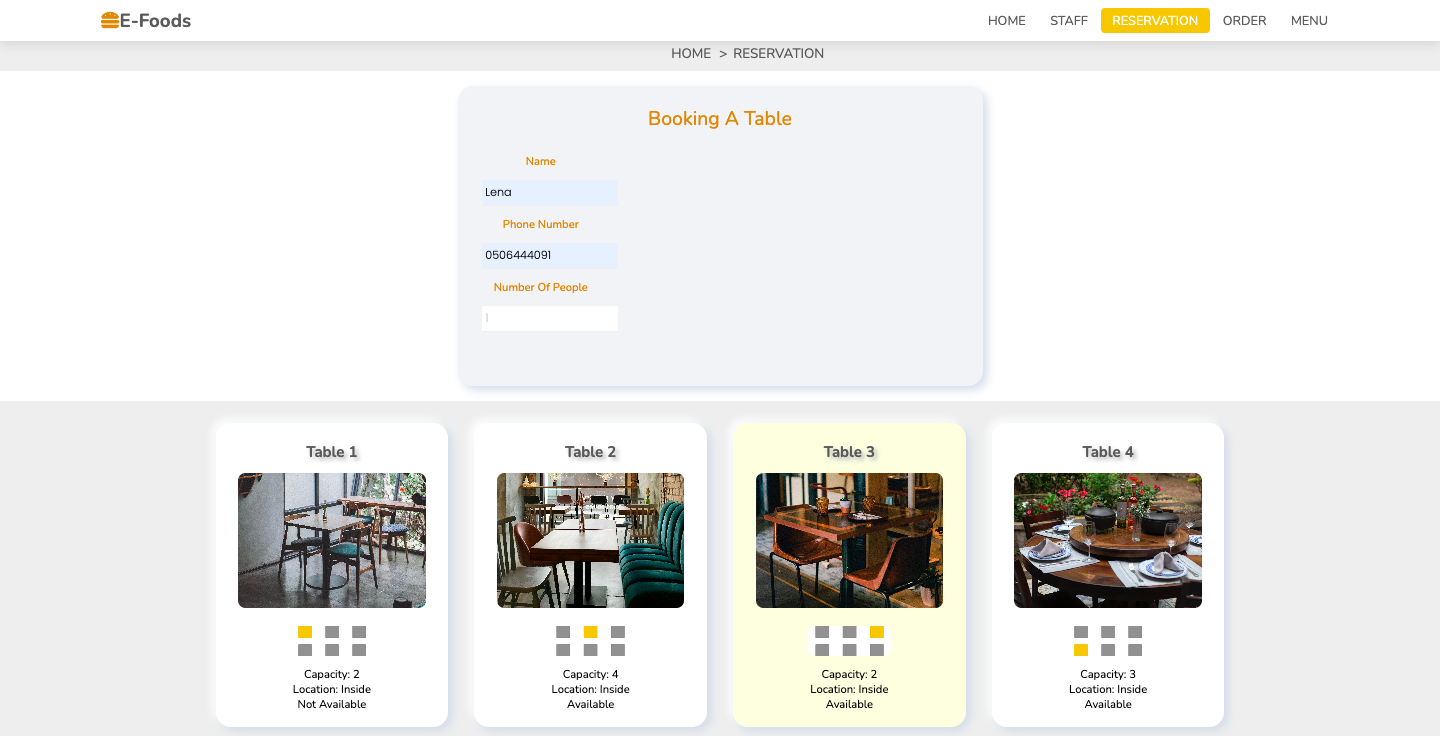 E-Foods
HOME STAFF RESERVATION ORDER MENU
HOME > RESERVATION
Booking A Table
Name
Lena
Phone Number
0506444091
Number Of People
1
Table 1
Capacity: 2
Location: Inside
Not Available
Table 2
Capacity: 4
Location: Inside
Available
Table 3
Capacity: 2
Location: Inside
Available
Table 4
Capacity: 3
Location: Inside
Available